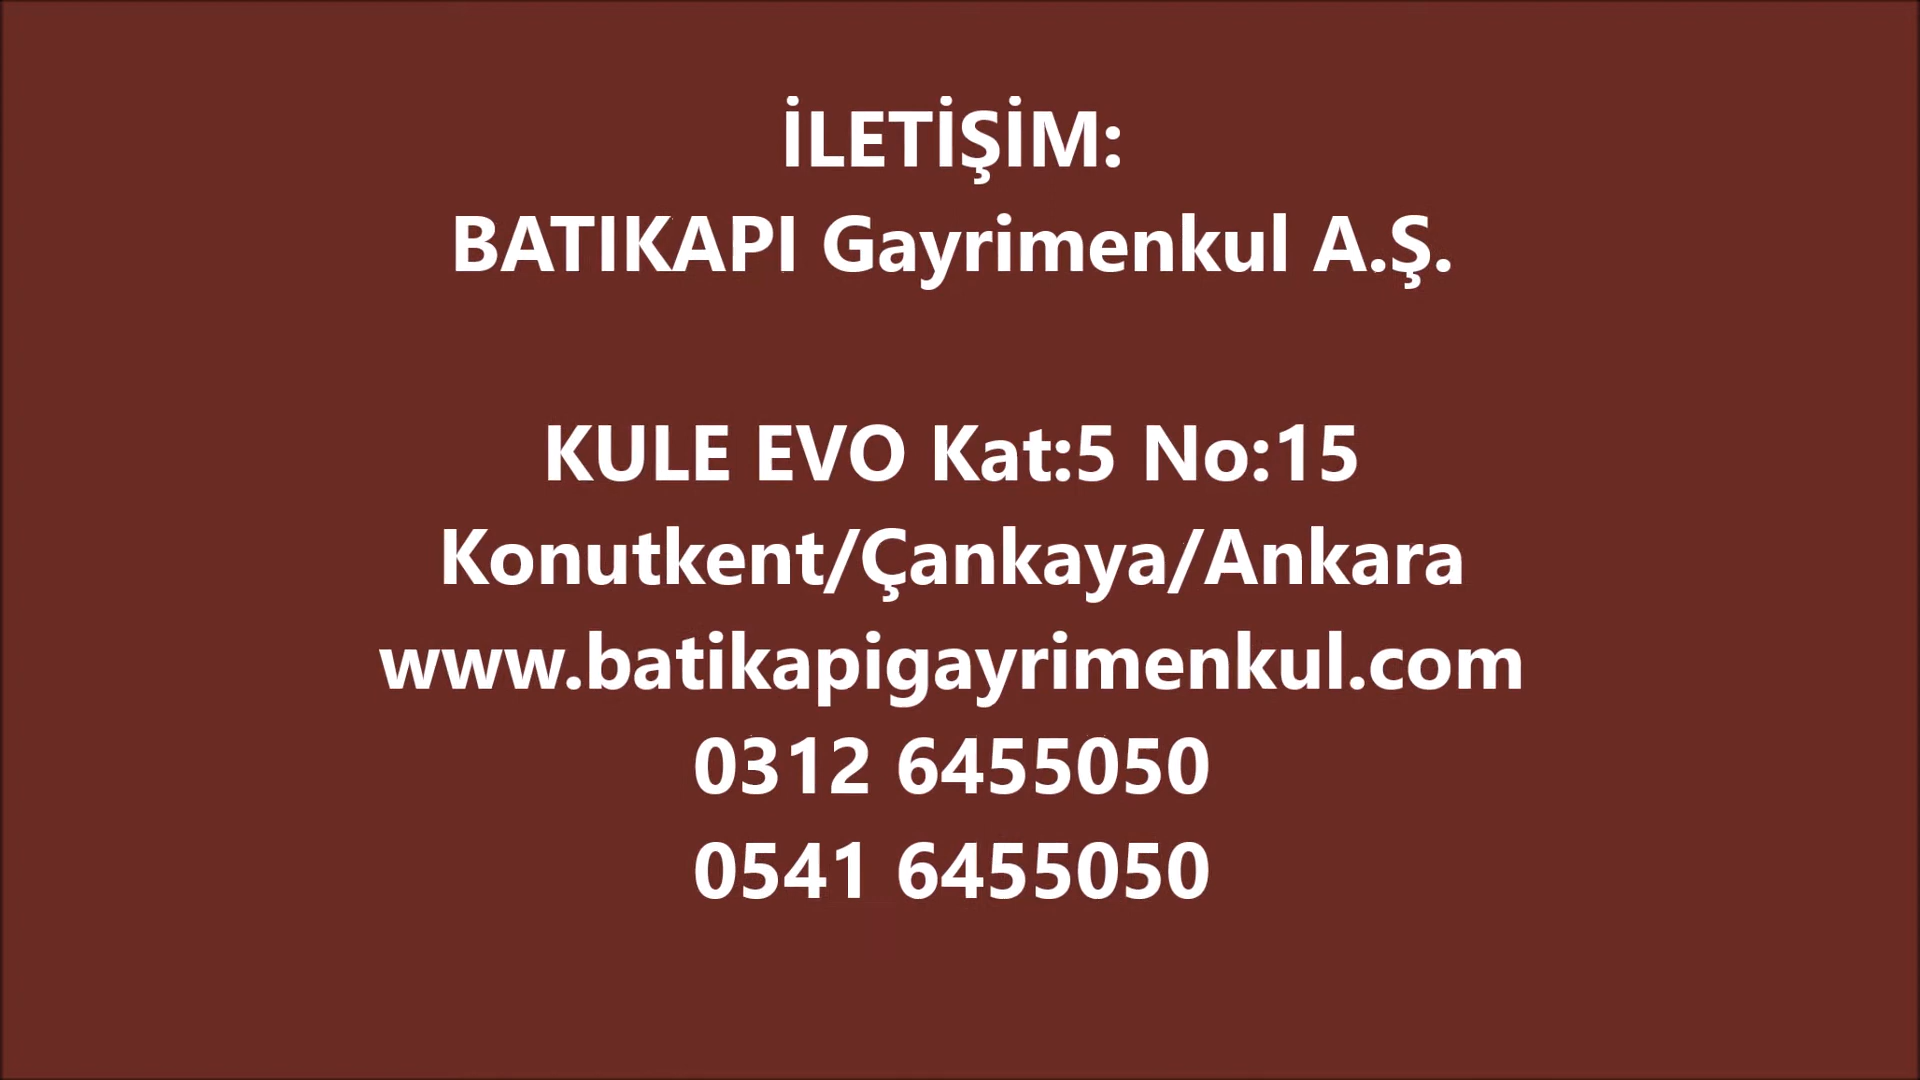 İLETİŞİM:
BATIKAPI Gayrimenkul A.Ş.
KULE EVO Kat:5 No:15
Konutkent/Çankaya/Ankara
www.batikapigayrimenkul.com
0312 6455050
0541 6455050